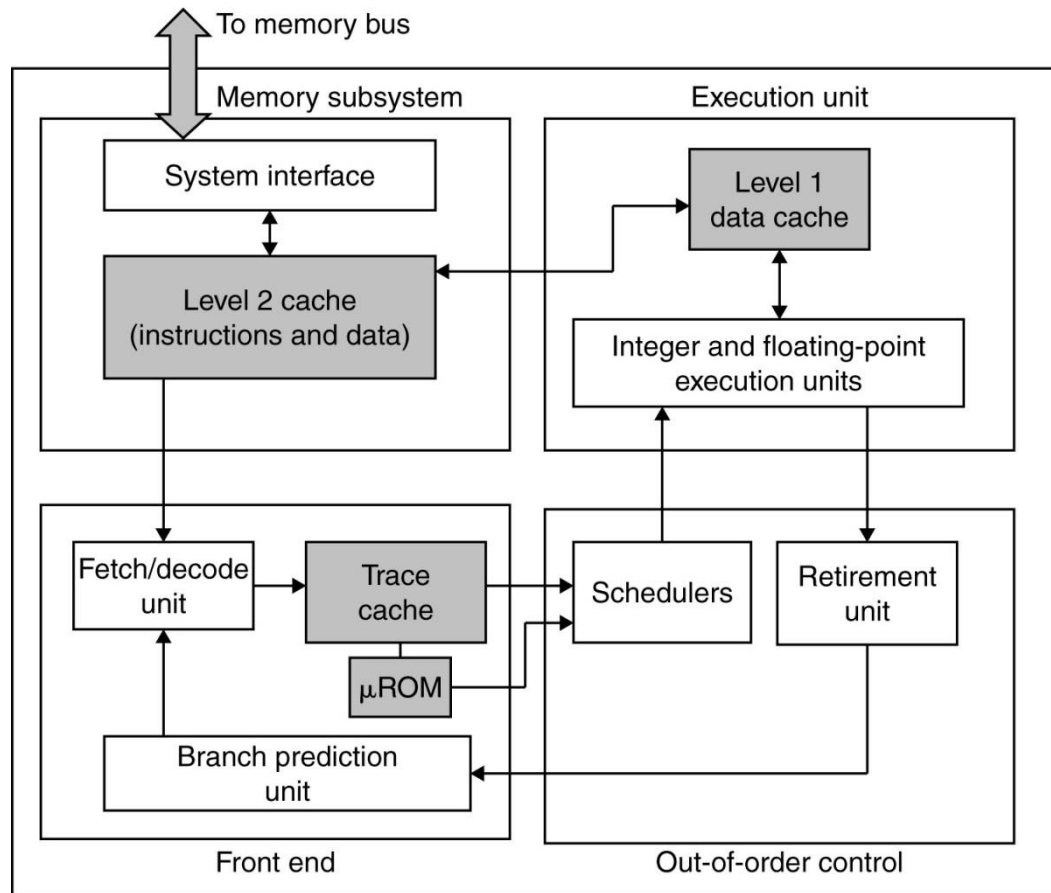 To memory bus
Memory subsystem
Execution unit
System interface
Level 1
data cache
Level 2 cache
(instructions and data)
Integer and floating-point
execution units
Fetch/decode
unit
Trace
cache
Schedulers
Retirement
unit
μROM
Branch prediction
unit
Front end
Out-of-order control